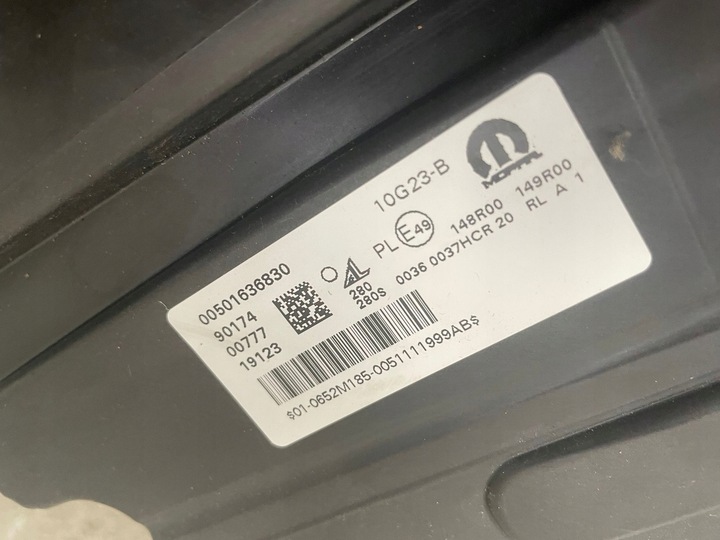 10G23-B
MOPAR
00501636830
90174
00777
19123
AL
280
280S
PL
E49
148R00 149R00
0036 0037HCR 20 RL A 1
$01-0652M185-0051111999AB$